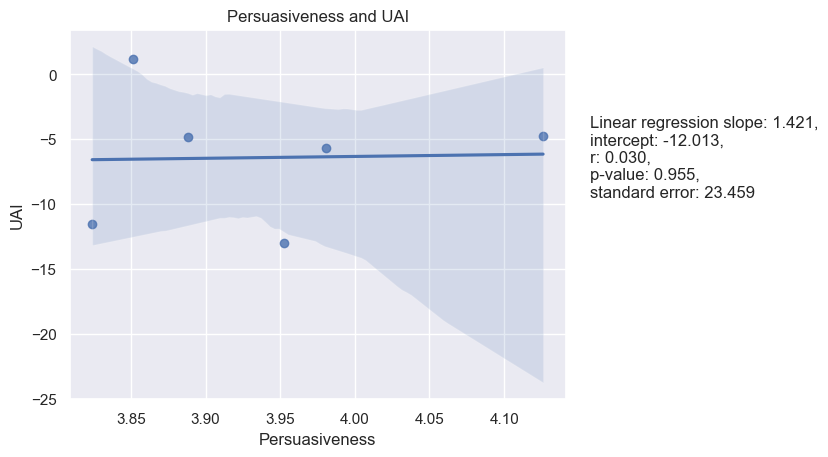 Persuasiveness and UAI
0
−5
−10
−15
−20
−25
UAI
3.85
3.90
3.95
4.00
4.05
4.10
Persuasiveness
Linear regression slope: 1.421,
intercept: -12.013,
r: 0.030,
p-value: 0.955,
standard error: 23.459